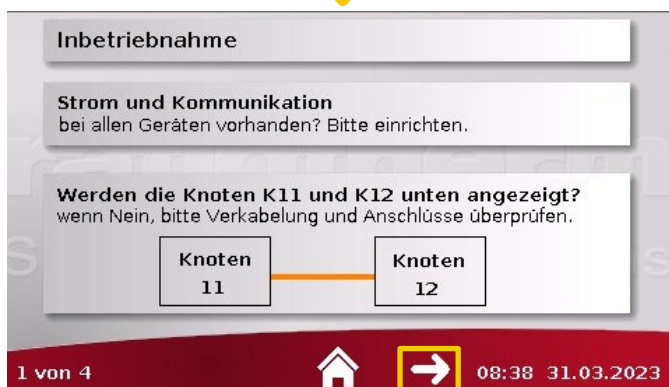 Inbetriebnahme
Strom und Kommunikation
bei allen Geräten vorhanden? Bitte einrichten.
Werden die Knoten K11 und K12 unten angezeigt?
wenn Nein, bitte Verkabelung und Anschlüsse überprüfen.
Knoten
11
Knoten
12
1 von 4
08:38 31.03.2023